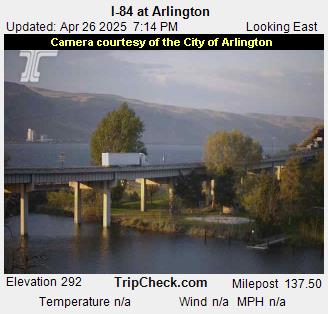 I-84 at Arlington
Updated: Apr 26 2025 7:14 PM Looking East
Camera courtesy of the City of Arlington
Elevation 292 TripCheck.com Milepost 137.50
Temperature n/a Wind n/a MPH n/a